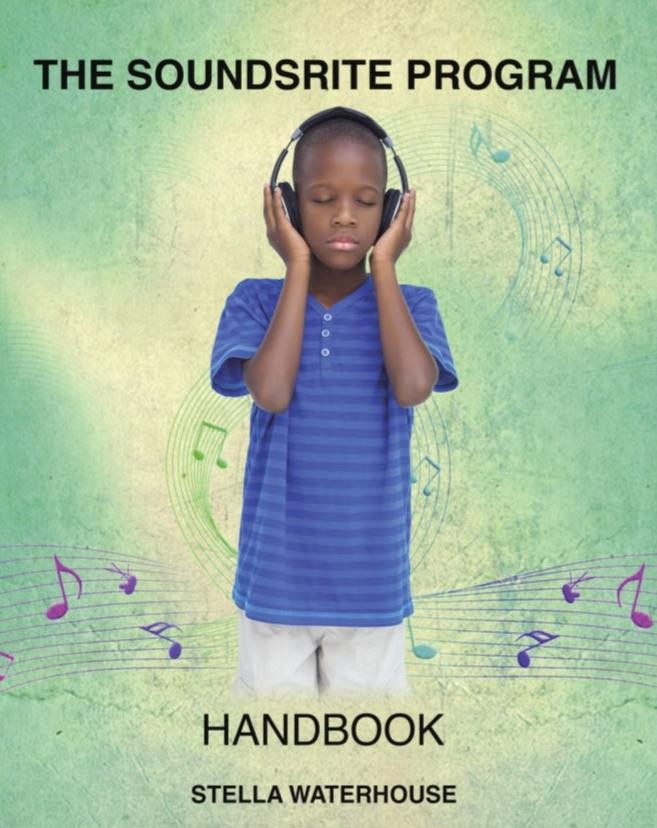 THE SOUNDSRITE PROGRAM
HANDBOOK
STELLA WATERHOUSE